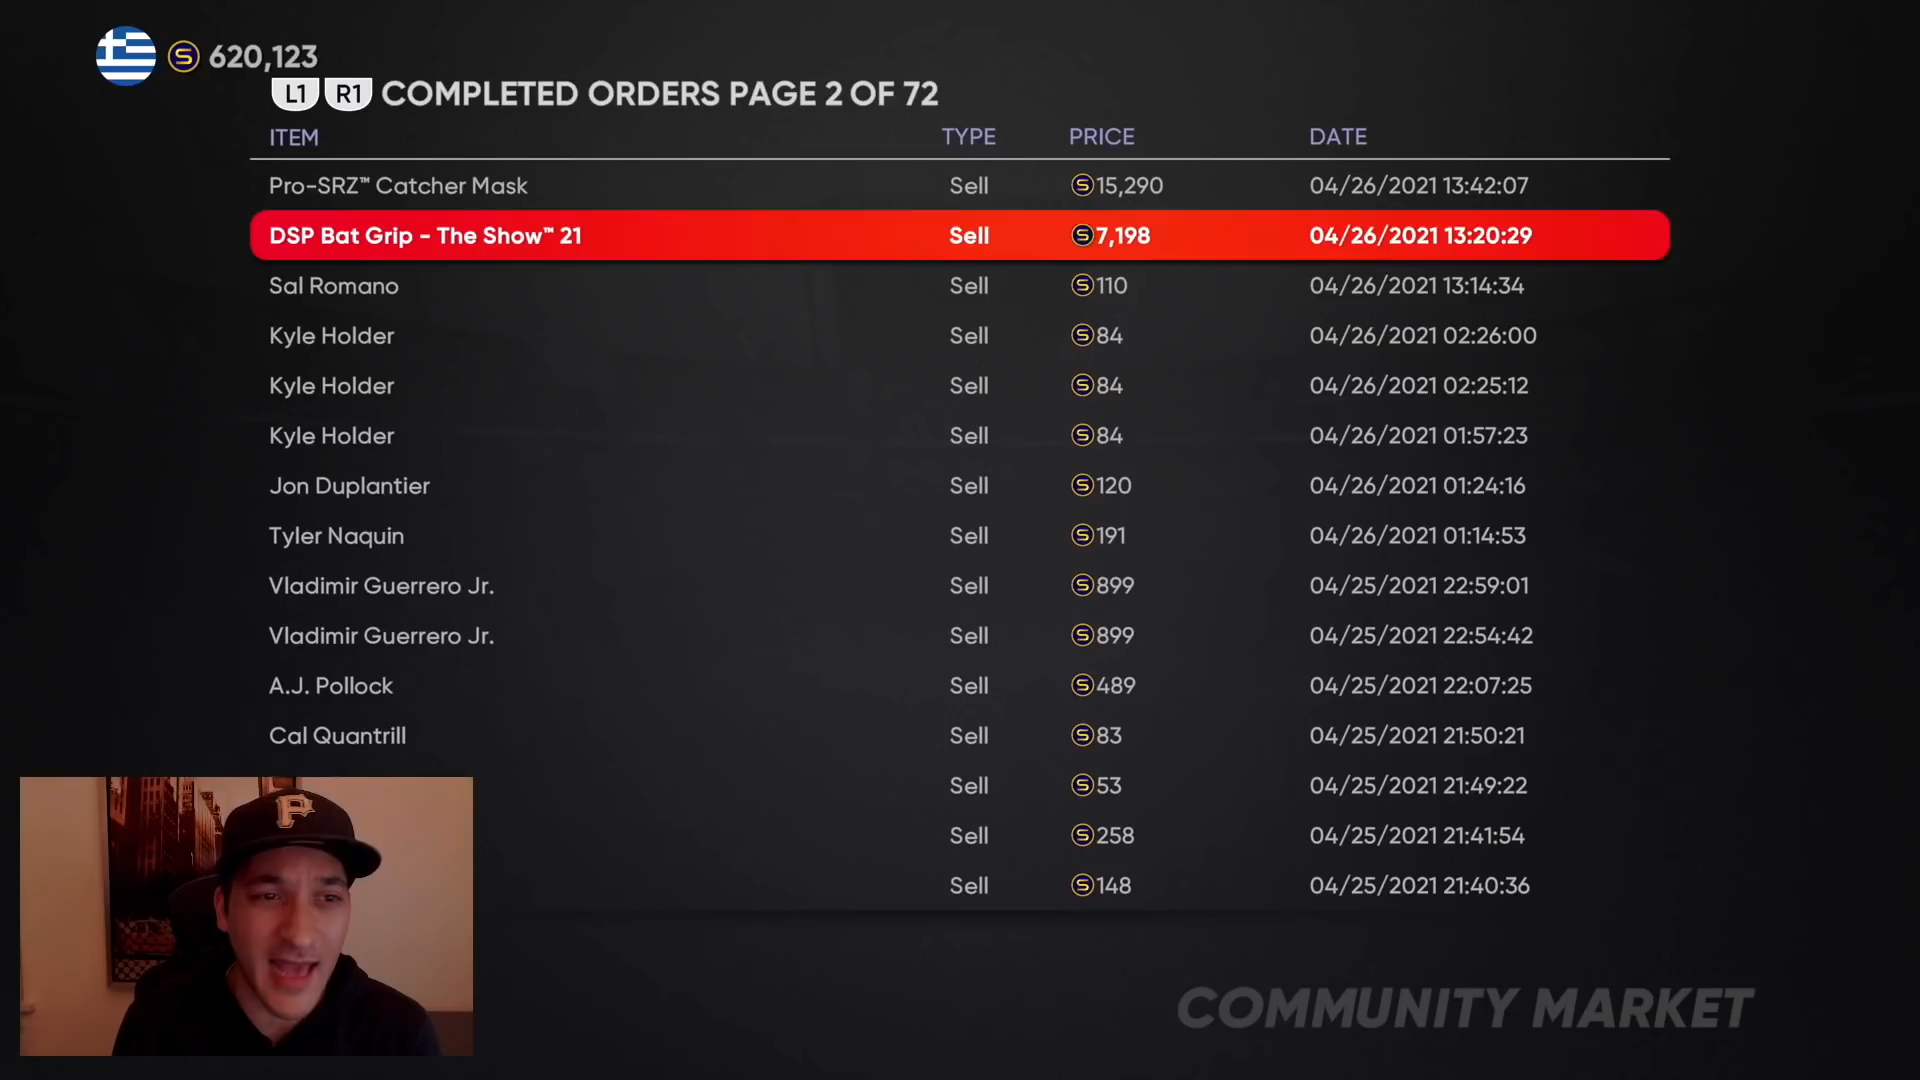 S 620,123
L1 R1 COMPLETED ORDERS PAGE 2 OF 72
ITEM TYPE PRICE DATE
Pro-SRZ™ Catcher Mask Sell S 15,290 04/26/2021 13:42:07
DSP Bat Grip - The Show™ 21 Sell S 7,198 04/26/2021 13:20:29
Sal Romano Sell S 110 04/26/2021 13:14:34
Kyle Holder Sell S 84 04/26/2021 02:26:00
Kyle Holder Sell S 84 04/26/2021 02:25:12
Kyle Holder Sell S 84 04/26/2021 01:57:23
Jon Duplantier Sell S 120 04/26/2021 01:24:16
Tyler Naquin Sell S 191 04/26/2021 01:14:53
Vladimir Guerrero Jr. Sell S 899 04/25/2021 22:59:01
Vladimir Guerrero Jr. Sell S 899 04/25/2021 22:54:42
A.J. Pollock Sell S 489 04/25/2021 22:07:25
Cal Quantrill Sell S 83 04/25/2021 21:50:21
Sell S 53 04/25/2021 21:49:22
Sell S 258 04/25/2021 21:41:54
Sell S 148 04/25/2021 21:40:36
P
COMMUNITY MARKET